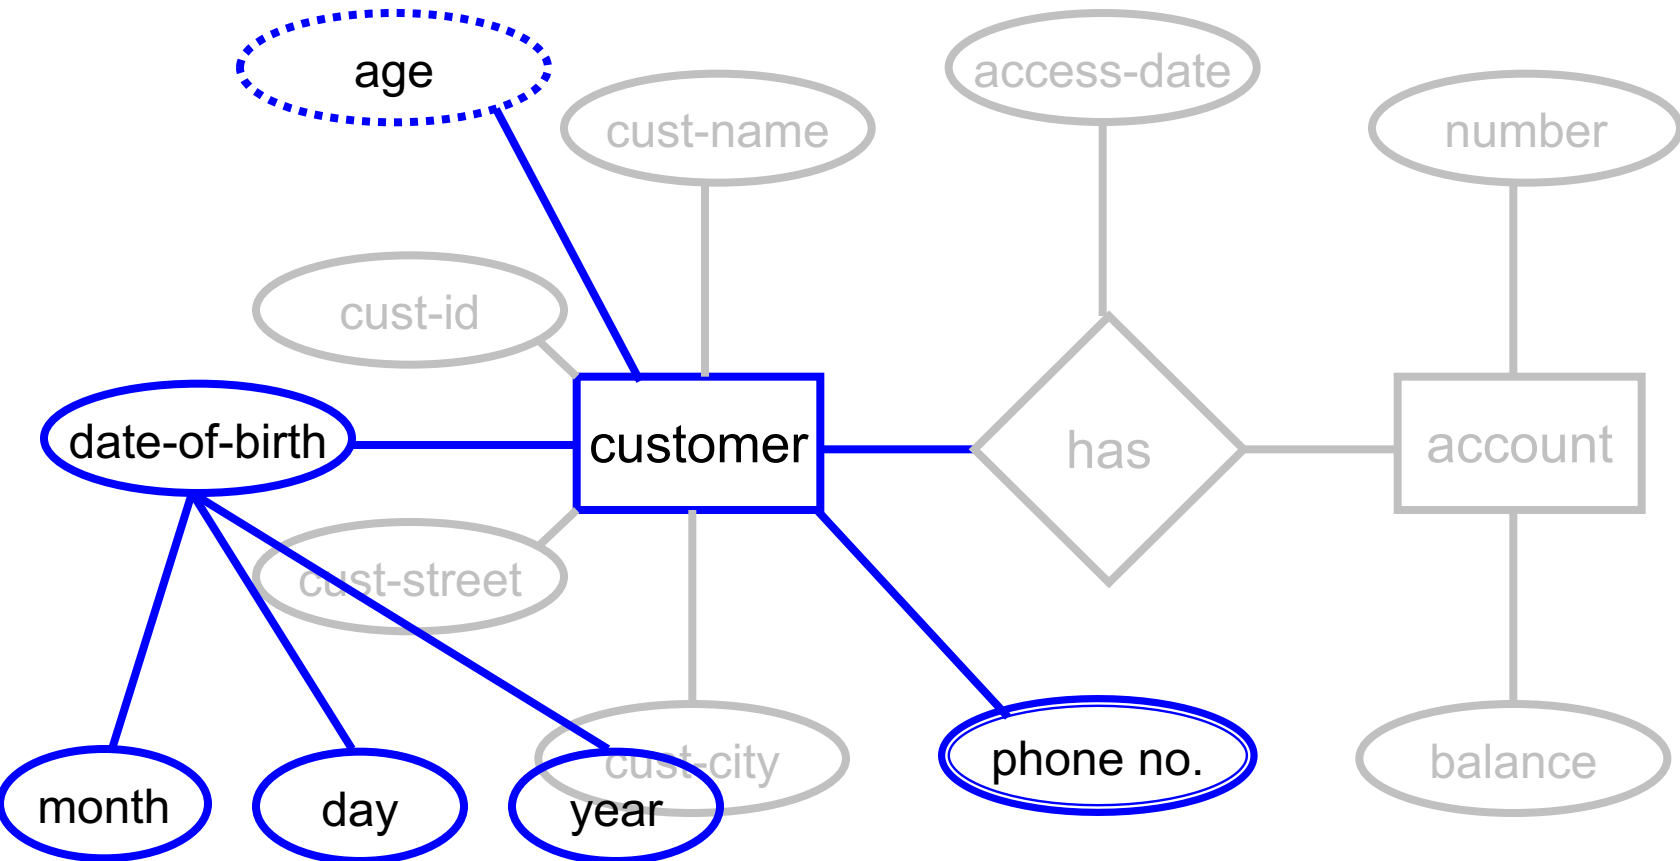 age
access-date
cust-name
number
cust-id
date-of-birth
customer
has
account
cust-street
cust-city
phone no.
balance
month
day
year